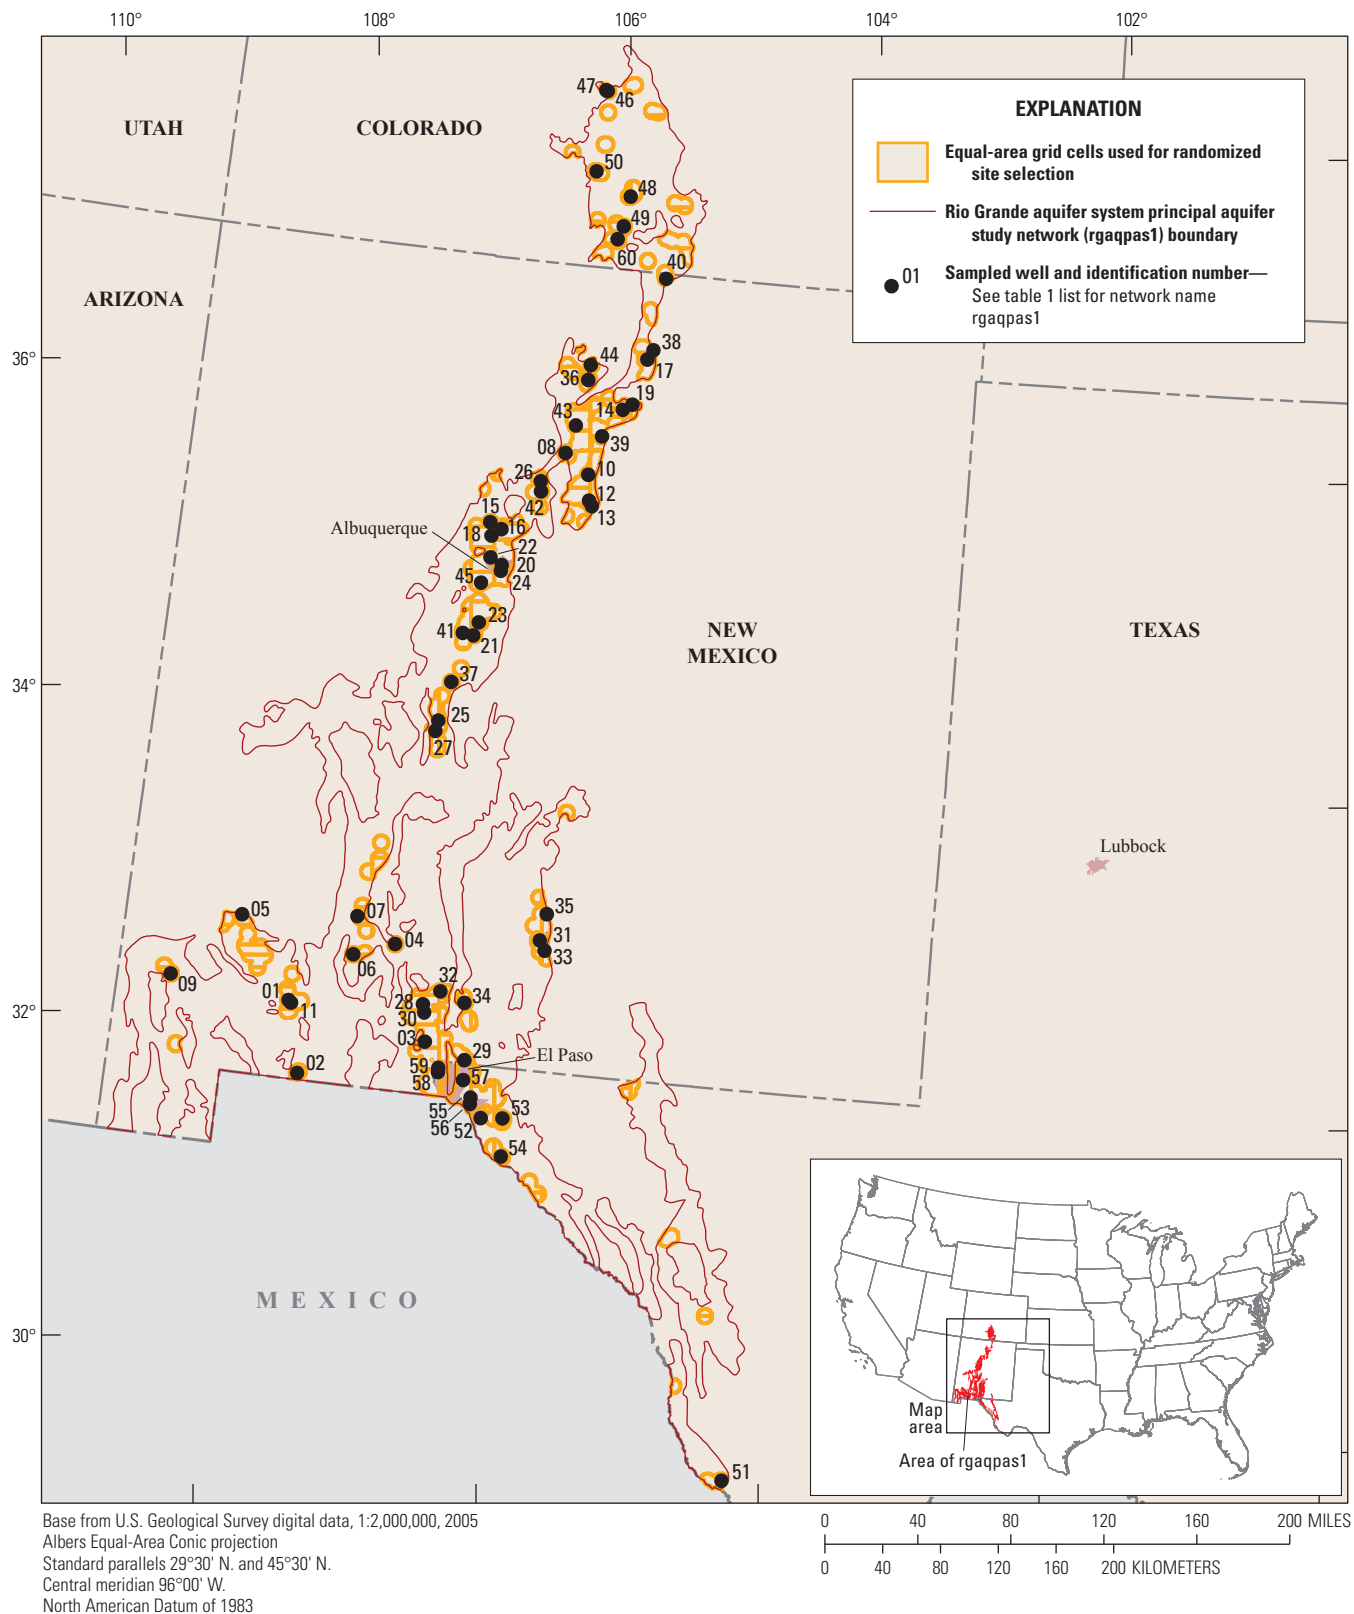 110°
108°
106°
104°
102°
UTAH
COLORADO
ARIZONA
NEW
MEXICO
TEXAS
MEXICO
36°
34°
32°
30°
EXPLANATION
Equal-area grid cells used for randomized
site selection
Rio Grande aquifer system principal aquifer
study network (rgaqpas1) boundary
01
Sampled well and identification number—
See table 1 list for network name
rgaqpas1
47
46
50
48
49
60
40
38
17
44
36
19
14
43
39
08
10
26
12
42
13
15
16
18
Albuquerque
22
20
24
45
23
41
21
37
25
27
Lubbock
05
07
04
06
35
31
33
09
01
11
02
32
28
34
30
03
29
El Paso
59
57
58
55
56
52
53
54
51
Map
area
Area of rgaqpas1
0 40 80 120 160 200 MILES
0 40 80 120 160 200 KILOMETERS
Base from U.S. Geological Survey digital data, 1:2,000,000, 2005
Albers Equal-Area Conic projection
Standard parallels 29°30' N. and 45°30' N.
Central meridian 96°00' W.
North American Datum of 1983